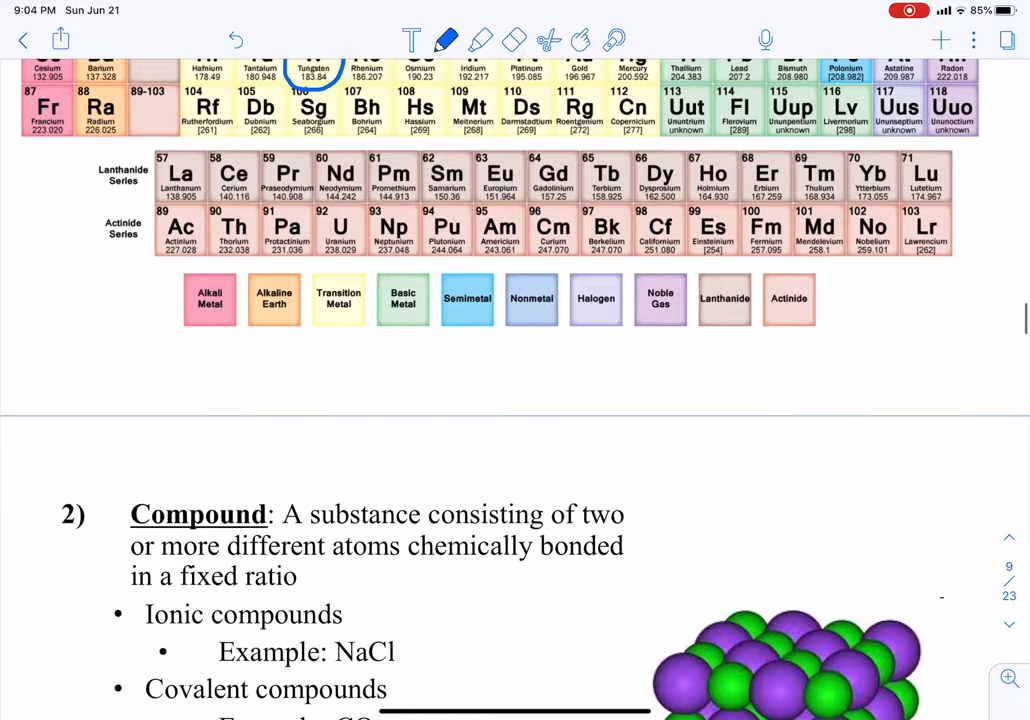 9:04 PM Sun Jun 21 85%
T
Cesium Barium Hafnium Tantalum Tungsten Rhenium Osmium Iridium Platinum Gold Mercury Thallium Lead Bismuth Polonium Astatine Radon
132.905 137.328 178.49 180.948 183.84 186.207 190.23 192.217 195.085 196.967 200.592 204.383 207.2 208.980 [208.982] 209.987 222.018
87 88 89-103 104 105 106 107 108 109 110 111 112 113 114 115 116 117 118
Fr Ra Rf Db Sg Bh Hs Mt Ds Rg Cn Uut Fl Uup Lv Uus Uuo
Francium Radium Rutherfordium Dubnium Seaborgium Bohrium Hassium Meitnerium Darmstadtium Roentgenium Copernicium Ununtrium Flerovium Ununpentium Livermorium Ununseptium Ununoctium
223.020 226.025 [261] [262] [266] [264] [269] [268] [269] [272] [277] unknown [289] unknown [298] unknown unknown
57 58 59 60 61 62 63 64 65 66 67 68 69 70 71
Lanthanide Series La Ce Pr Nd Pm Sm Eu Gd Tb Dy Ho Er Tm Yb Lu
Lanthanum Cerium Praseodymium Neodymium Promethium Samarium Europium Gadolinium Terbium Dysprosium Holmium Erbium Thulium Ytterbium Lutetium
138.905 140.116 140.908 144.242 144.913 150.36 151.964 157.25 158.925 162.500 164.930 167.259 168.934 173.055 174.967
89 90 91 92 93 94 95 96 97 98 99 100 101 102 103
Actinide Series Ac Th Pa U Np Pu Am Cm Bk Cf Es Fm Md No Lr
Actinium Thorium Protactinium Uranium Neptunium Plutonium Americium Curium Berkelium Californium Einsteinium Fermium Mendelevium Nobelium Lawrencium
227.028 232.038 231.036 238.029 237.048 244.064 243.061 247.070 247.070 251.080 [254] 257.095 258.1 259.101 [262]
Alkali Metal Alkaline Earth Transition Metal Basic Metal Semimetal Nonmetal Halogen Noble Gas Lanthanide Actinide
2) Compound: A substance consisting of two
or more different atoms chemically bonded
in a fixed ratio
• Ionic compounds
• Example: NaCl
• Covalent compounds
9
/
23